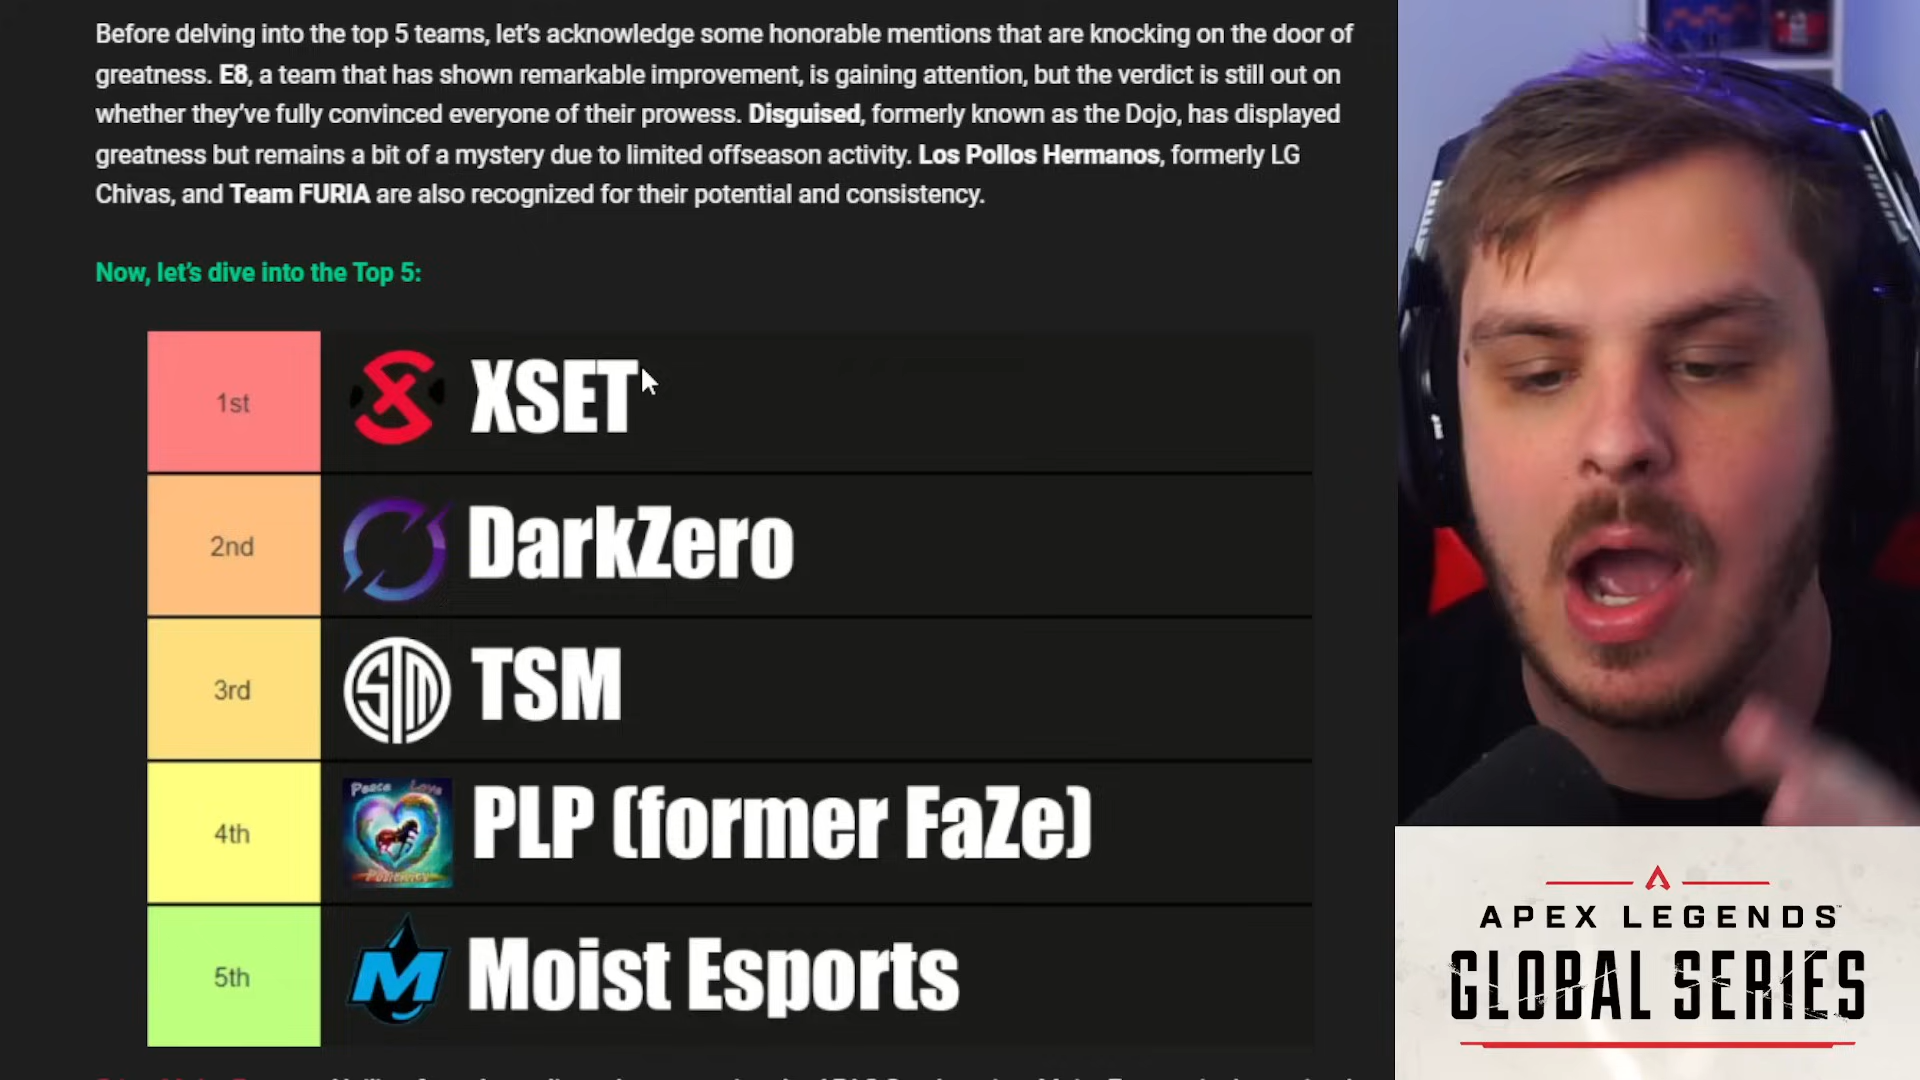 Before delving into the top 5 teams, let's acknowledge some honorable mentions that are knocking on the door of
greatness. E8, a team that has shown remarkable improvement, is gaining attention, but the verdict is still out on
whether they've fully convinced everyone of their prowess. Disguised, formerly known as the Dojo, has displayed
greatness but remains a bit of a mystery due to limited offseason activity. Los Pollos Hermanos, formerly LG
Chivas, and Team FURIA are also recognized for their potential and consistency.
Now, let's dive into the Top 5:
1st XSET
2nd DarkZero
3rd TSM TSM
4th Peace Love Positivity PLP (former FaZe)
5th M Moist Esports
APEX LEGENDS™
GLOBAL SERIES